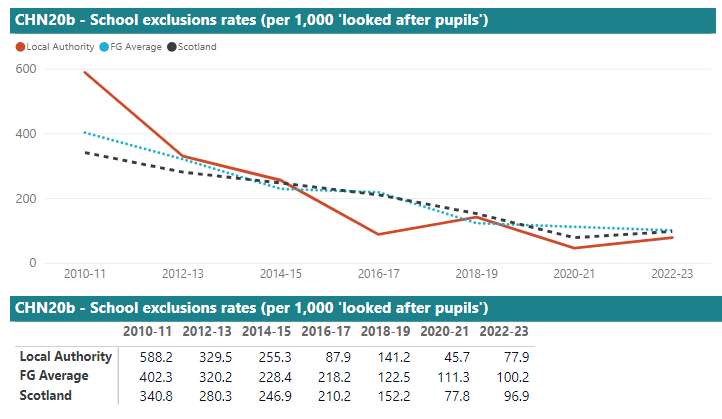 CHN20b - School exclusions rates (per 1,000 'looked after pupils')
Local Authority FG Average Scotland
600
400
200
0
2010-11 2012-13 2014-15 2016-17 2018-19 2020-21 2022-23
CHN20b - School exclusions rates (per 1,000 'looked after pupils')
2010-11 2012-13 2014-15 2016-17 2018-19 2020-21 2022-23
Local Authority 588.2 329.5 255.3 87.9 141.2 45.7 77.9
FG Average 402.3 320.2 228.4 218.2 122.5 111.3 100.2
Scotland 340.8 280.3 246.9 210.2 152.2 77.8 96.9